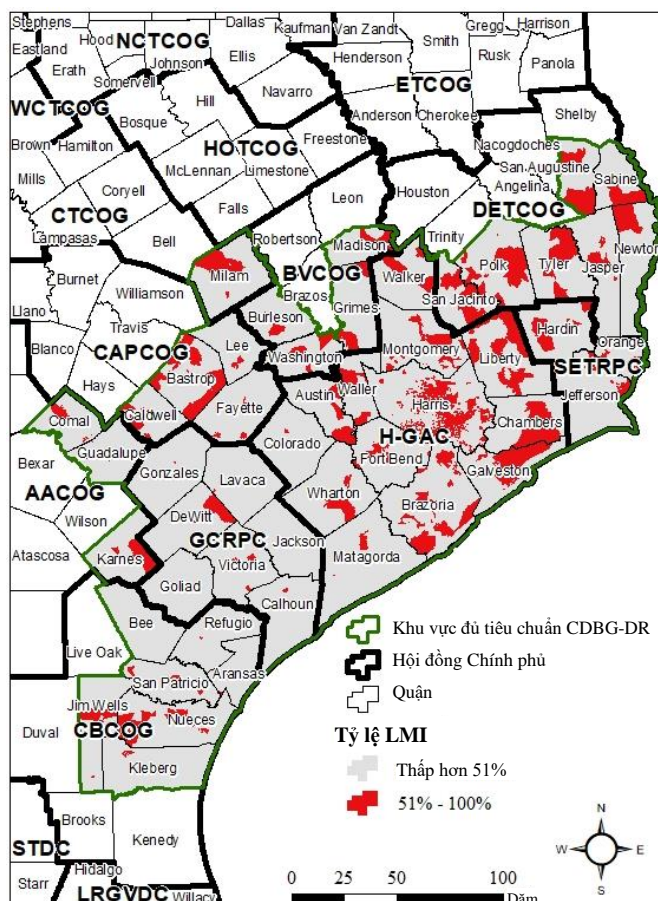 Stephens
Hood
NCTCOG
Dallas
Kaufman
Van Zandt
Gregg
Harrison
Eastland
Johnson
Ellis
Smith
Rusk
Erath
Somervell
Henderson
Panola
ETCOG
Navarro
Hill
WCTCOG
Bosque
Anderson
Cherokee
Shelby
Freestone
Brown
Hamilton
HOTCOG
Nacogdoches
McLennan
Limestone
San Augustine
Mills
Sabine
Coryell
Leon
Houston
Angelina
Falls
CTCOG
DETCOG
Lampasas
Bell
Robertson
Madison
Trinity
Newton
Milam
BVCOG
Walker
Polk
Tyler
Jasper
Burnet
Williamson
Brazos
Grimes
San Jacinto
Llano
Burleson
Travis
Lee
Washington
Montgomery
Liberty
Hardin
Blanco
CAPCOG
Orange
Bastrop
Waller
SETRPC
Hays
Austin
Harris
Jefferson
Caldwell
Fayette
Chambers
Comal
Colorado
H-GAC
Guadalupe
Fort Bend
Bexar
Gonzales
Galveston
Lavaca
AACOG
Wharton
Brazoria
Wilson
DeWitt
GCRPC
Jackson
Atascosa
Karnes
Victoria
Matagorda
Goliad
Calhoun
Bee
Refugio
Live Oak
Aransas
San Patricio
Jim Wells
Nueces
Duval
CBCOG
Kleberg
Brooks
Kenedy
STDC
Hidalgo
Starr
LRGVDC
Willacy
Khu vực đủ tiêu chuẩn CDBG-DR
Hội đồng Chính phủ
Quận
Tỷ lệ LMI
Thấp hơn 51%
51% - 100%
N
W
E
S
0 25 50 100
Dặm